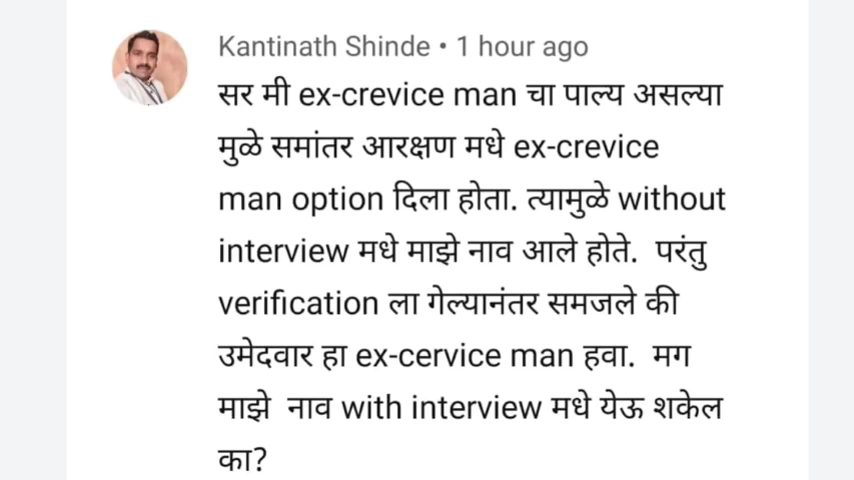 Kantinath Shinde • 1 hour ago
सर मी ex-crevice man चा पाल्य असल्या
मुळे समांतर आरक्षण मधे ex-crevice
man option दिला होता. त्यामुळे without
interview मधे माझे नाव आले होते. परंतु
verification ला गेल्यानंतर समजले की
उमेदवार हा ex-cervice man हवा. मग
माझे नाव with interview मधे येऊ शकेल
का?